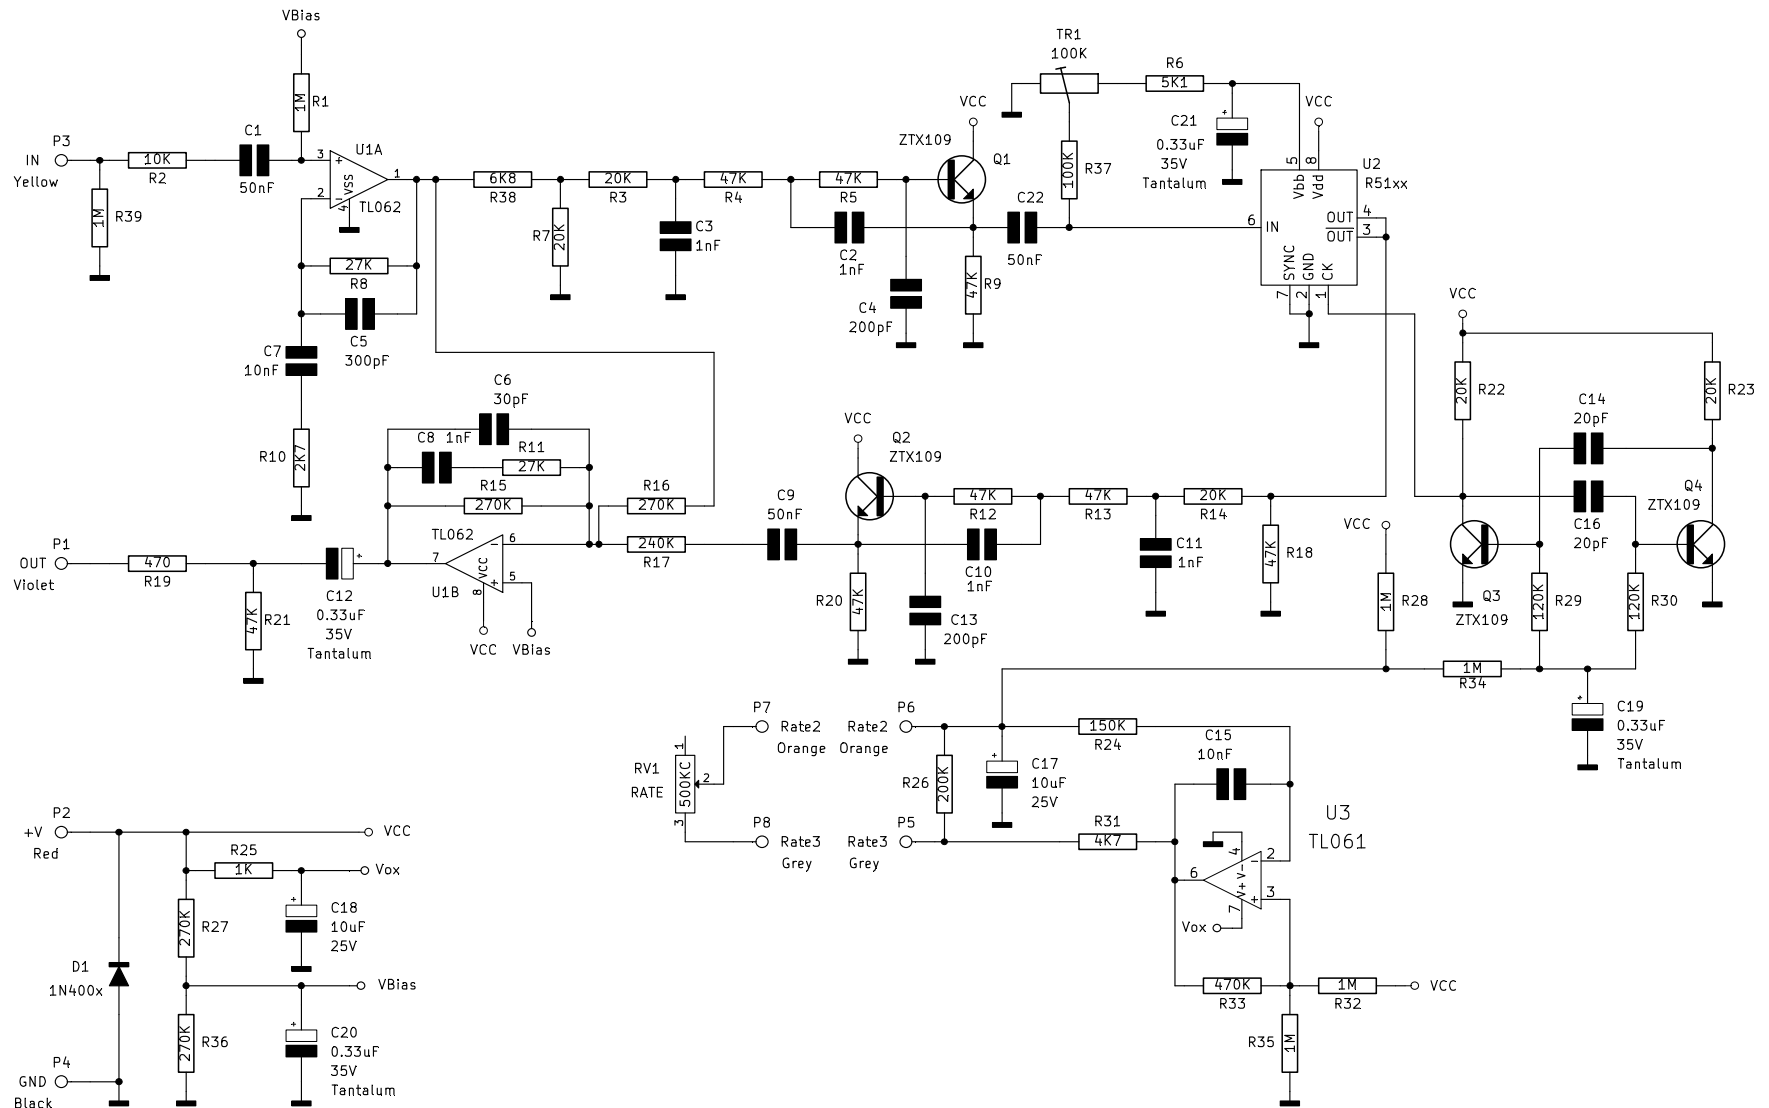 VBias
1M
R1
P3
IN
Yellow
10K
R2
C1
50nF
1M
R39
U1A
3
2
1
+
-
VSS
4
TL062
27K
R8
C5
300pF
C7
10nF
R10
2K7
6K8
R38
20K
R3
R7
20K
C3
1nF
47K
R4
47K
R5
C2
1nF
C4
200pF
ZTX109
VCC
Q1
C22
50nF
47K
R9
TR1
100K
R6
5K1
100K
R37
C21
0.33uF
35V
Tantalum
+
VCC
5
8
U2
R51xx
Vbb
Vdd
6
IN
OUT
4
OUT
3
SYNC
GND
CK
7
2
1
VCC
20K
R22
20K
R23
C14
20pF
C16
20pF
Q4
ZTX109
Q3
ZTX109
120K
R29
120K
R30
VCC
1M
R28
1M
R34
+
C19
0.33uF
35V
Tantalum
C6
30pF
C8
1nF
R11
27K
R15
270K
R16
270K
240K
R17
TL062
U1B
7
6
5
-
+
VCC
8
VCC
VBias
P1
OUT
Violet
470
R19
47K
R21
+
C12
0.33uF
35V
Tantalum
C9
50nF
VCC
Q2
ZTX109
R20
47K
C13
200pF
47K
R12
C10
1nF
47K
R13
C11
1nF
20K
R14
47K
R18
P7
Rate2
Orange
P6
Rate2
Orange
RV1
RATE
500KC
1
2
3
P8
Rate3
Grey
P5
Rate3
Grey
R26
200K
+
C17
10uF
25V
150K
R24
C15
10nF
R31
4K7
U3
TL061
4
2
6
3
7
V-
V+
-
+
Vox
470K
R33
1M
R32
VCC
R35
1M
P2
+V
Red
VCC
R25
1K
Vox
+
C18
10uF
25V
270K
R27
D1
1N400x
VBias
270K
R36
+
C20
0.33uF
35V
Tantalum
P4
GND
Black